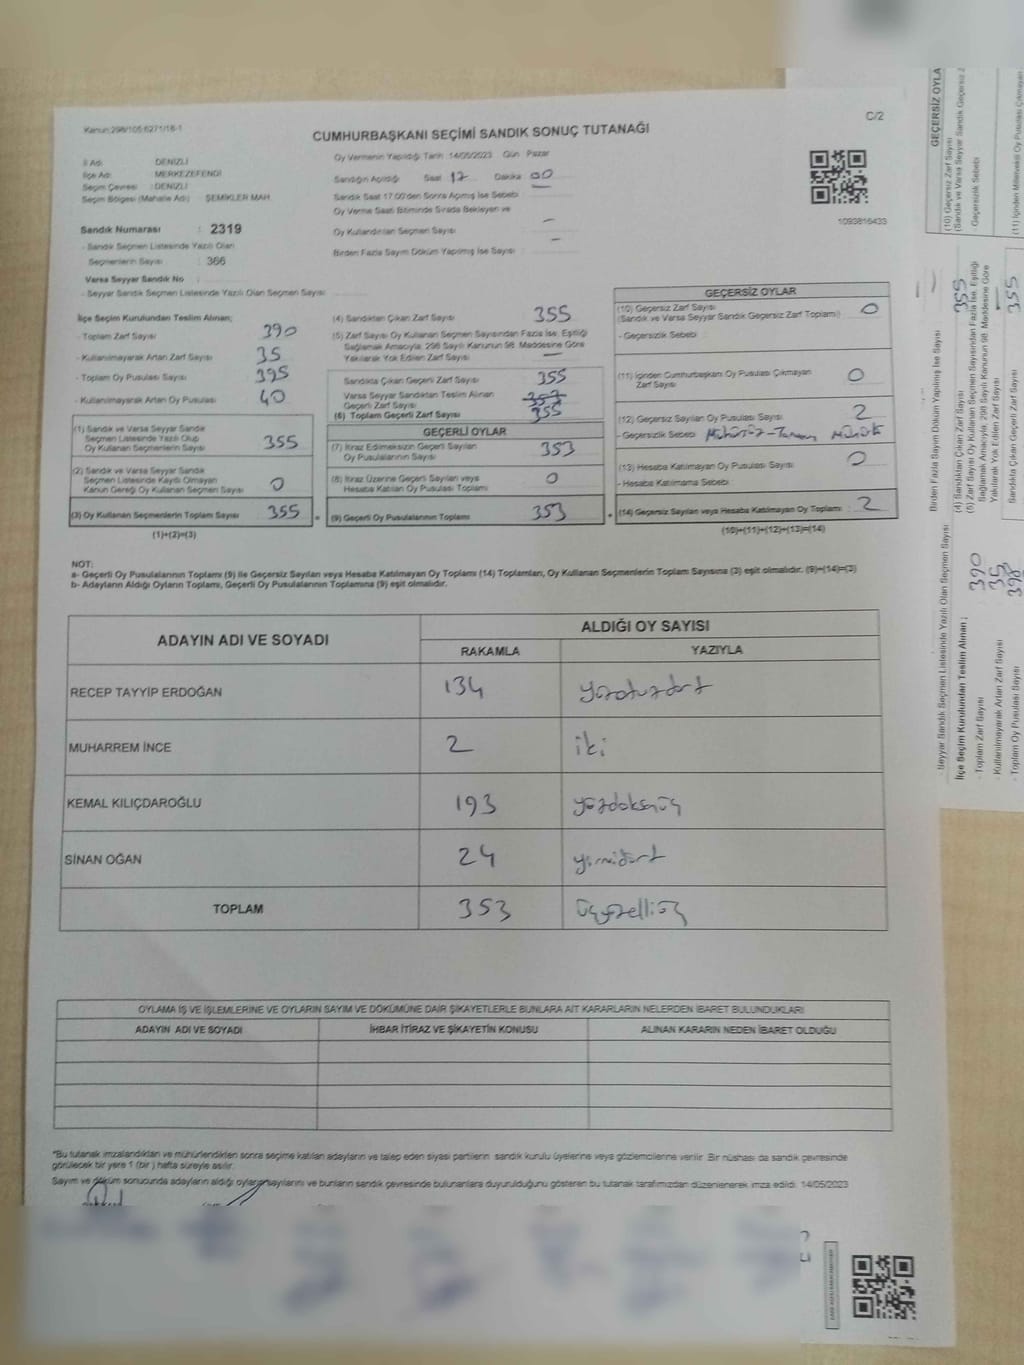 Kanun:298/105;6271/18-1
C/2
CUMHURBAŞKANI SEÇİMİ SANDIK SONUÇ TUTANAĞI
İl Adı : DENİZLİ
İlçe Adı : MERKEZEFENDİ
Seçim Çevresi : DENİZLİ
Seçim Bölgesi (Mahalle Adı) : ŞEMİKLER MAH.
Sandık Numarası : 2319
- Sandık Seçmen Listesinde Yazılı Olan
Seçmenlerin Sayısı : 366
Varsa Seyyar Sandık No
- Seyyar Sandık Seçmen Listesinde Yazılı Olan Seçmen Sayısı
Oy Vermenin Yapıldığı Tarih :14/05/2023 Gün : Pazar
Sandığın Açıldığı Saat 17 Dakika 00
Sandık Saat 17.00'den Sonra Açılmış İse Sebebi
Oy Verme Saati Bitiminde Sırada Bekleyen ve
Oy Kullandırılan Seçmen Sayısı : –
Birden Fazla Sayım Döküm Yapılmış İse Sayısı : –
1093816433
İlçe Seçim Kurulundan Teslim Alınan;
- Toplam Zarf Sayısı : 390
- Kullanılmayarak Artan Zarf Sayısı : 35
- Toplam Oy Pusulası Sayısı : 395
- Kullanılmayarak Artan Oy Pusulası : 40
(1) Sandık ve Varsa Seyyar Sandık
Seçmen Listesinde Yazılı Olup
Oy Kullanan Seçmenlerin Sayısı : 355
(2) Sandık ve Varsa Seyyar Sandık
Seçmen Listesinde Kayıtlı Olmayan
Kanun Gereği Oy Kullanan Seçmen Sayısı : 0
(3) Oy Kullanan Seçmenlerin Toplam Sayısı : 355
(1)+(2)=(3)
(4) Sandıktan Çıkan Zarf Sayısı : 355
(5) Zarf Sayısı Oy Kullanan Seçmen Sayısından Fazla İse, Eşitliği
Sağlamak Amacıyla, 298 Sayılı Kanunun 98. Maddesine Göre
Yakılarak Yok Edilen Zarf Sayısı : –
Sandıkta Çıkan Geçerli Zarf Sayısı : 355
Varsa Seyyar Sandıktan Teslim Alınan
Geçerli Zarf Sayısı
(6) Toplam Geçerli Zarf Sayısı : 355
GEÇERLİ OYLAR
(7) İtiraz Edilmeksizin Geçerli Sayılan
Oy Pusulalarının Sayısı : 353
(8) İtiraz Üzerine Geçerli Sayılan veya
Hesaba Katılan Oy Pusulası Toplamı : 0
(9) Geçerli Oy Pusulalarının Toplamı : 353
GEÇERSİZ OYLAR
(10) Geçersiz Zarf Sayısı : 0
(Sandık ve Varsa Seyyar Sandık Geçersiz Zarf Toplamı)
- Geçersizlik Sebebi
(11) İçinden Cumhurbaşkanı Oy Pusulası Çıkmayan
Zarf Sayısı : 0
(12) Geçersiz Sayılan Oy Pusulası Sayısı : 2
- Geçersizlik Sebebi
(13) Hesaba Katılmayan Oy Pusulası Sayısı : 0
- Hesaba Katılmama Sebebi
(14) Geçersiz Sayılan veya Hesaba Katılmayan Oy Toplamı : 2
(10)+(11)+(12)+(13)=(14)
NOT:
a- Geçerli Oy Pusulalarının Toplamı (9) ile Geçersiz Sayılan veya Hesaba Katılmayan Oy Toplamı (14) Toplamları, Oy Kullanan Seçmenlerin Toplam Sayısına (3) eşit olmalıdır. (9)+(14)=(3)
b- Adayların Aldığı Oyların Toplamı, Geçerli Oy Pusulalarının Toplamına (9) eşit olmalıdır.
ADAYIN ADI VE SOYADI
ALDIĞI OY SAYISI
RAKAMLA YAZIYLA
RECEP TAYYİP ERDOĞAN 134 yüzotuzdört
MUHARREM İNCE 2 iki
KEMAL KILIÇDAROĞLU 193 yüzdoksanüç
SİNAN OĞAN 24 yirmidört
TOPLAM 353 üçyüzelliüç
OYLAMA İŞ VE İŞLEMLERİNE VE OYLARIN SAYIM VE DÖKÜMÜNE DAİR ŞİKAYETLERLE BUNLARA AİT KARARLARIN NELERDEN İBARET BULUNDUKLARI
ADAYIN ADI VE SOYADI İHBAR İTİRAZ VE ŞİKAYETİN KONUSU ALINAN KARARIN NEDEN İBARET OLDUĞU
"Bu tutanak imzalandıktan ve mühürlendikten sonra seçime katılan adayların ve talep eden siyasi partilerin sandık kurulu üyelerine veya gözlemcilerine verilir. Bir nüshası da sandık çevresinde
görülecek bir yere 1 (bir ) hafta süreyle asılır.
Sayım ve döküm sonucunda adayların aldığı oyların sayılarını ve bunların sandık çevresinde bulunanlara duyurulduğunu gösteren bu tutanak tarafımızdan düzenlenerek imza edildi. 14/05/2023
GEÇERSİZ OYLA
(10) Geçersiz Zarf Sayısı
(Sandık ve Varsa Seyyar Sandık Geçersiz Z
- Geçersizlik Sebebi
(11) İçinden Milletvekili Oy Pusulası Çıkmayan
Birden Fazla Sayım Döküm Yapılmış İse Sayısı
(4) Sandıktan Çıkan Zarf Sayısı : 355
(5) Zarf Sayısı Oy Kullanan Seçmen Sayısından Fazla İse, Eşitliği
Sağlamak Amacıyla, 298 Sayılı Kanunun 98. Maddesine Göre
Yakılarak Yok Edilen Zarf Sayısı
Sandıkta Çıkan Geçerli Zarf Sayısı 355
- Seyyar Sandık Seçmen Listesinde Yazılı Olan Seçmen Sayısı
İlçe Seçim Kurulundan Teslim Alınan ;
- Toplam Zarf Sayısı : 390
- Kullanılmayarak Artan Zarf Sayısı : 35
- Toplam Oy Pusulası Sayısı